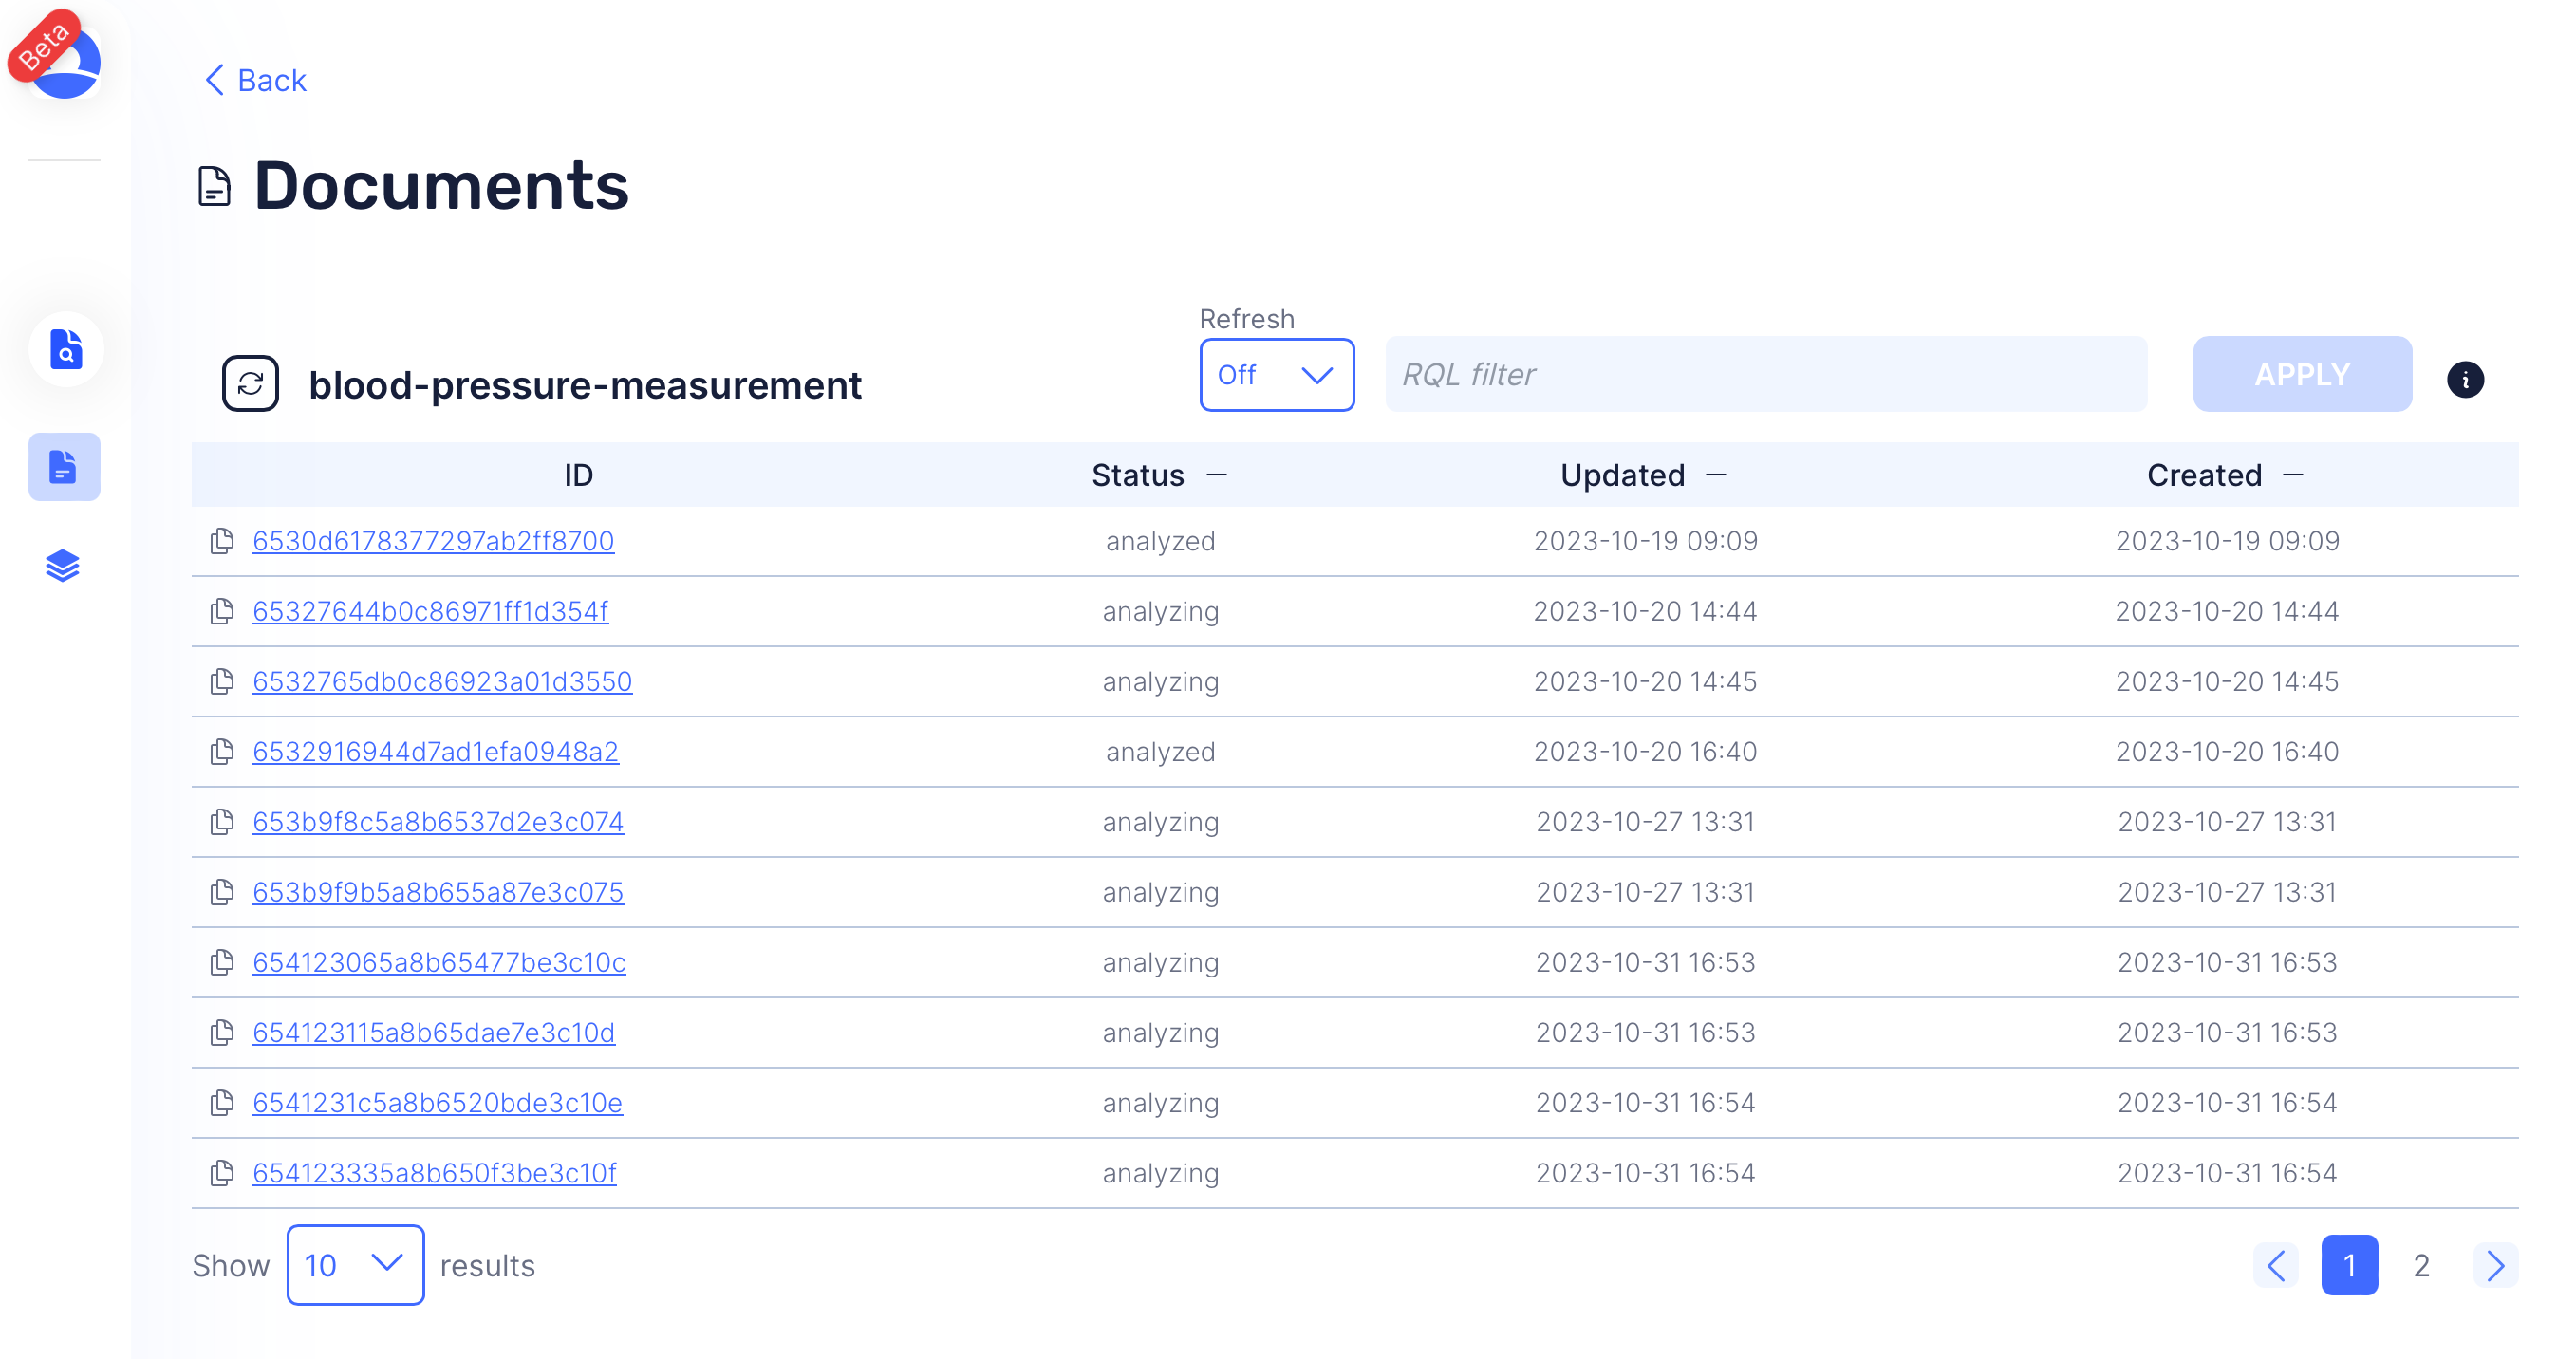 Beta
Back
Documents
Refresh
blood-pressure-measurement Off RQL filter APPLY
ID Status Updated Created
6530d6178377297ab2ff8700 analyzed 2023-10-19 09:09 2023-10-19 09:09
65327644b0c86971ff1d354f analyzing 2023-10-20 14:44 2023-10-20 14:44
6532765db0c86923a01d3550 analyzing 2023-10-20 14:45 2023-10-20 14:45
6532916944d7ad1efa0948a2 analyzed 2023-10-20 16:40 2023-10-20 16:40
653b9f8c5a8b6537d2e3c074 analyzing 2023-10-27 13:31 2023-10-27 13:31
653b9f9b5a8b655a87e3c075 analyzing 2023-10-27 13:31 2023-10-27 13:31
654123065a8b65477be3c10c analyzing 2023-10-31 16:53 2023-10-31 16:53
654123115a8b65dae7e3c10d analyzing 2023-10-31 16:53 2023-10-31 16:53
6541231c5a8b6520bde3c10e analyzing 2023-10-31 16:54 2023-10-31 16:54
654123335a8b650f3be3c10f analyzing 2023-10-31 16:54 2023-10-31 16:54
Show 10 results 1 2